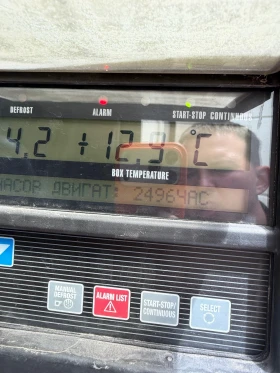 DEFROST ALARM START-STOP CONTINUOUS
4,2 +12,9 °C
BOX TEMPERATURE
ЧАСОВ ДВИГАТ: 24964ЧАС
MANUAL DEFROST
ALARM LIST
START-STOP/ CONTINUOUS
SELECT